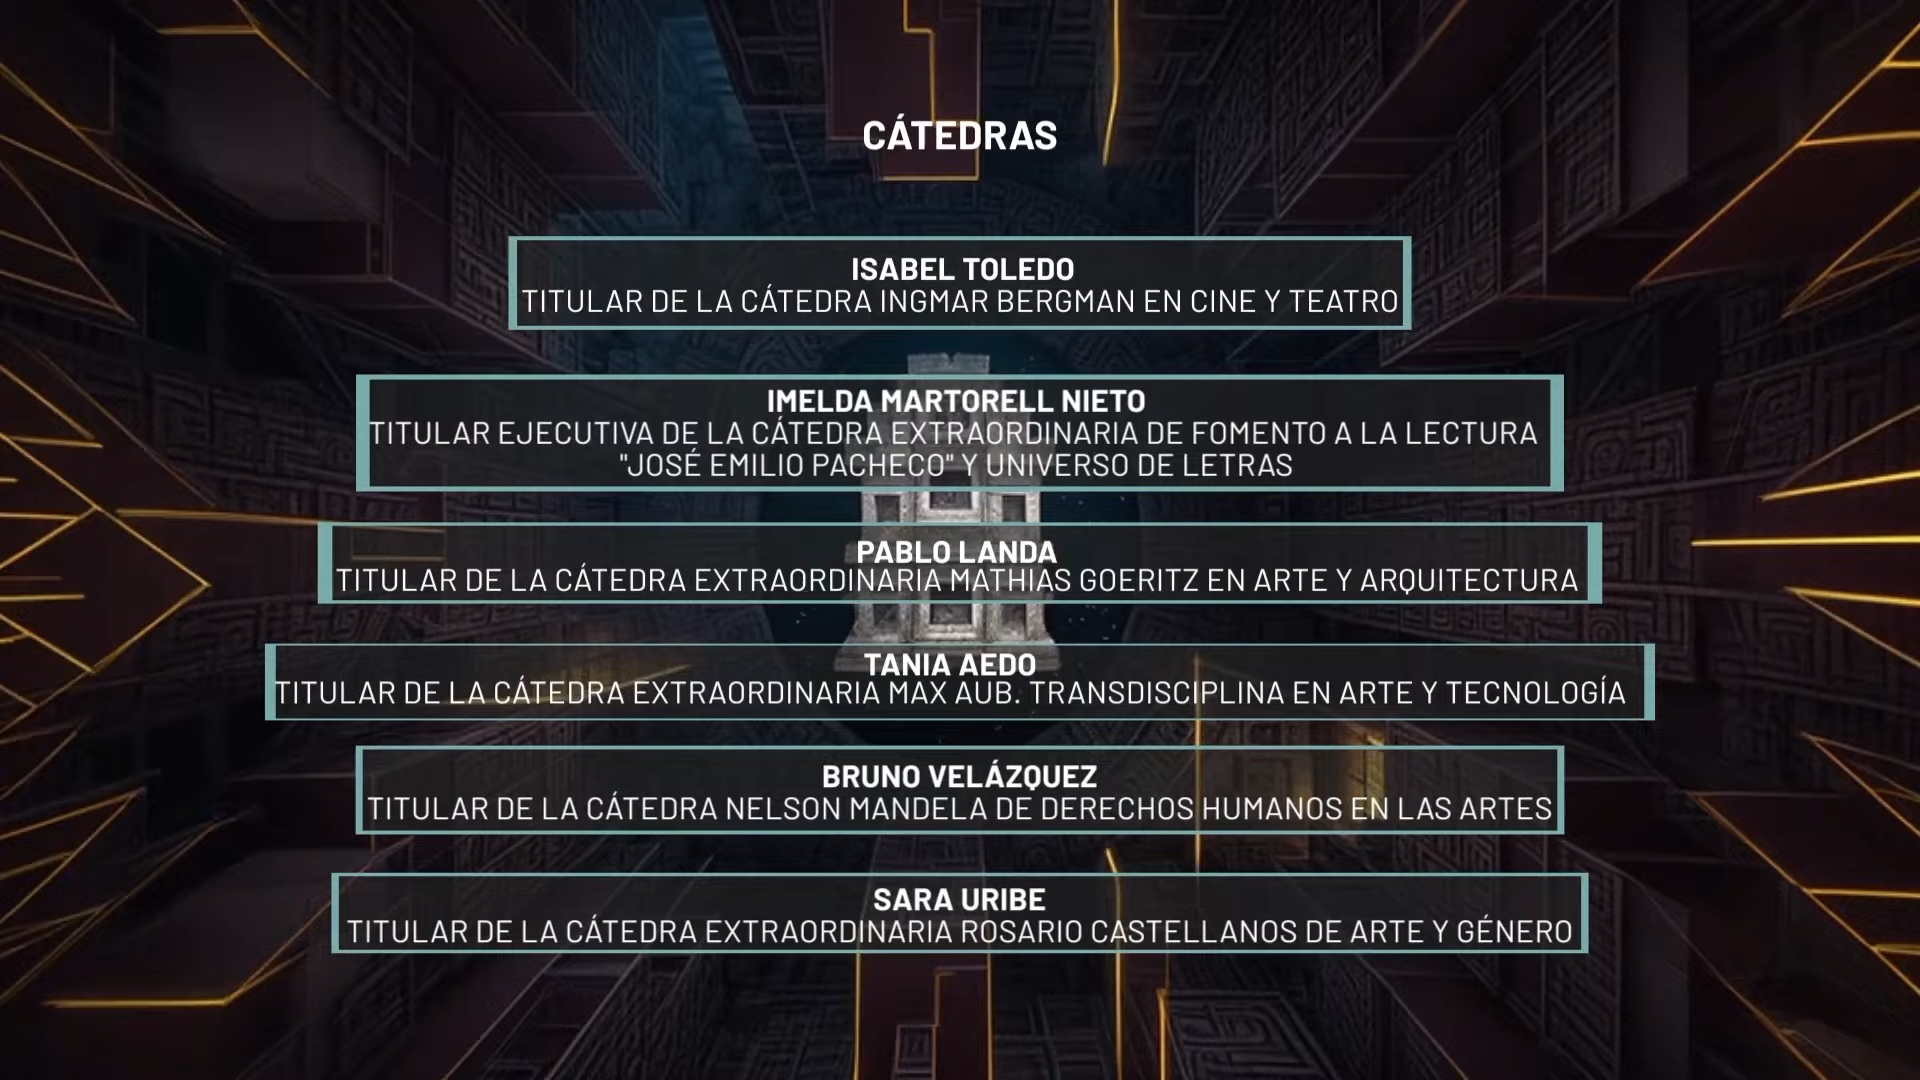 CÁTEDRAS
ISABEL TOLEDO
TITULAR DE LA CÁTEDRA INGMAR BERGMAN EN CINE Y TEATRO
IMELDA MARTORELL NIETO
TITULAR EJECUTIVA DE LA CÁTEDRA EXTRAORDINARIA DE FOMENTO A LA LECTURA
"JOSÉ EMILIO PACHECO" Y UNIVERSO DE LETRAS
PABLO LANDA
TITULAR DE LA CÁTEDRA EXTRAORDINARIA MATHIAS GOERITZ EN ARTE Y ARQUITECTURA
TANIA AEDO
TITULAR DE LA CÁTEDRA EXTRAORDINARIA MAX AUB. TRANSDISCIPLINA EN ARTE Y TECNOLOGÍA
BRUNO VELÁZQUEZ
TITULAR DE LA CÁTEDRA NELSON MANDELA DE DERECHOS HUMANOS EN LAS ARTES
SARA URIBE
TITULAR DE LA CÁTEDRA EXTRAORDINARIA ROSARIO CASTELLANOS DE ARTE Y GÉNERO